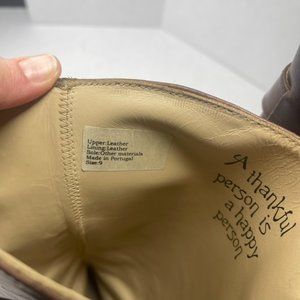 Upper:Leather
Lining:Leather
Sole:Other materials
Made in Portugal
Size:9
A thankful
person is
a happy
person